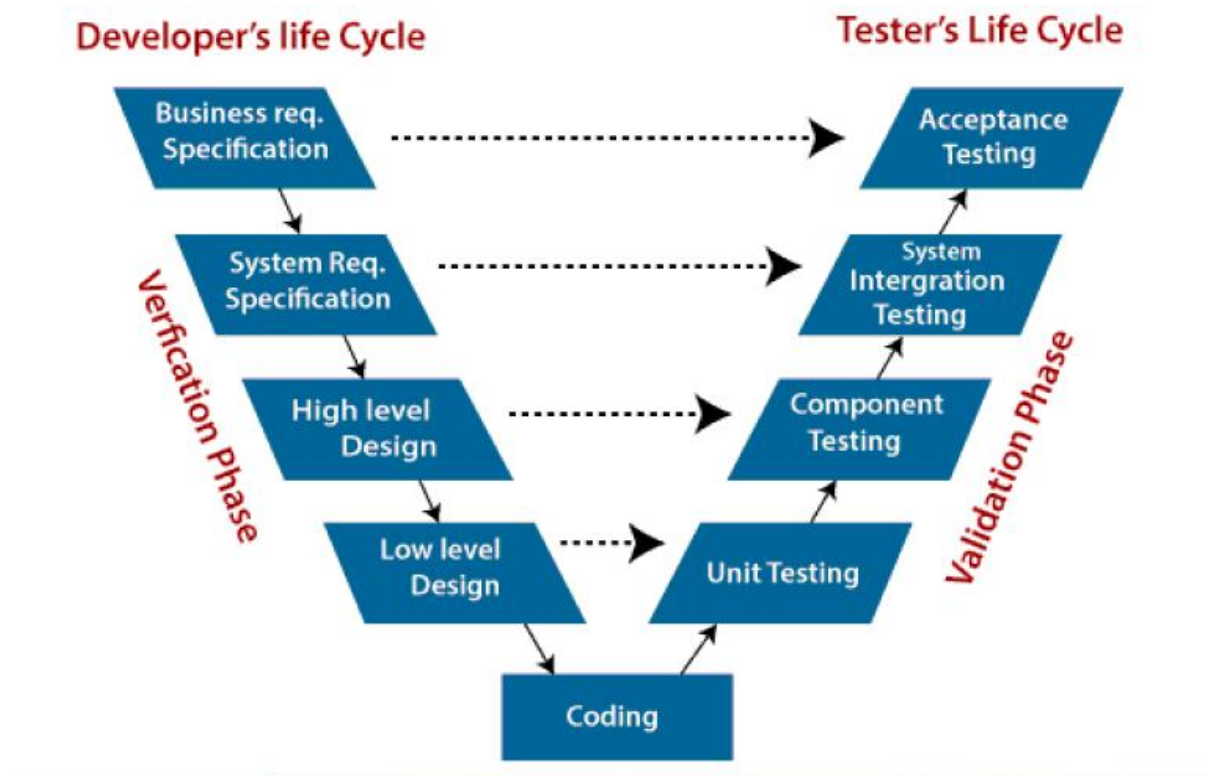 Developer's life Cycle
Tester's Life Cycle
Business req.
Specification
Acceptance
Testing
System Req.
Specification
System
Intergration
Testing
Verfication Phase
High level
Design
Component
Testing
Validation Phase
Low level
Design
Unit Testing
Coding